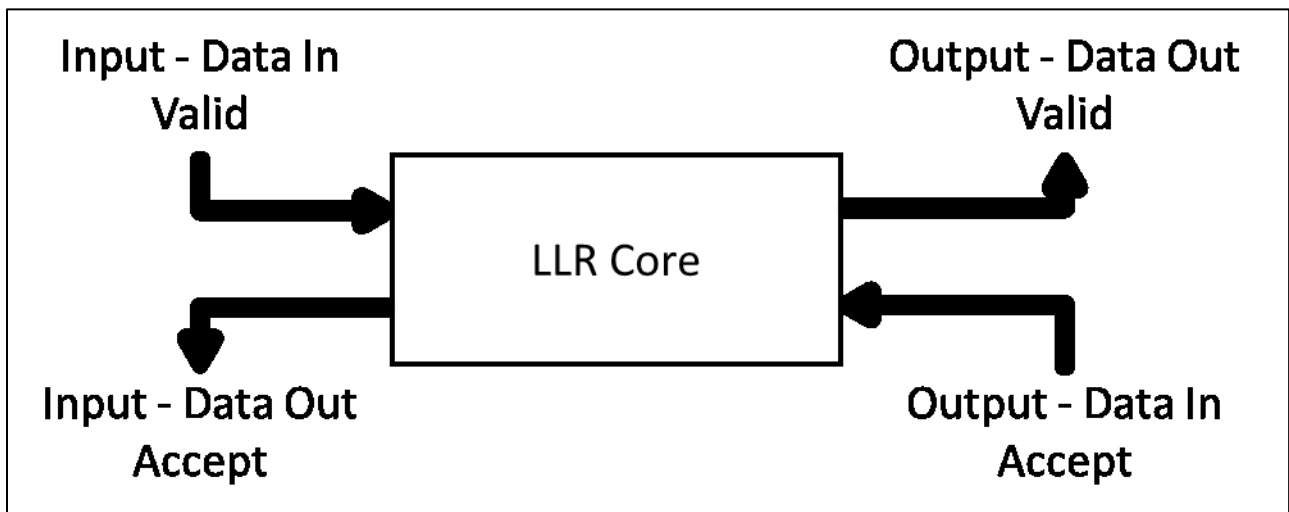 Input - Data In
Valid
Output - Data Out
Valid
LLR Core
Input - Data Out
Accept
Output - Data In
Accept